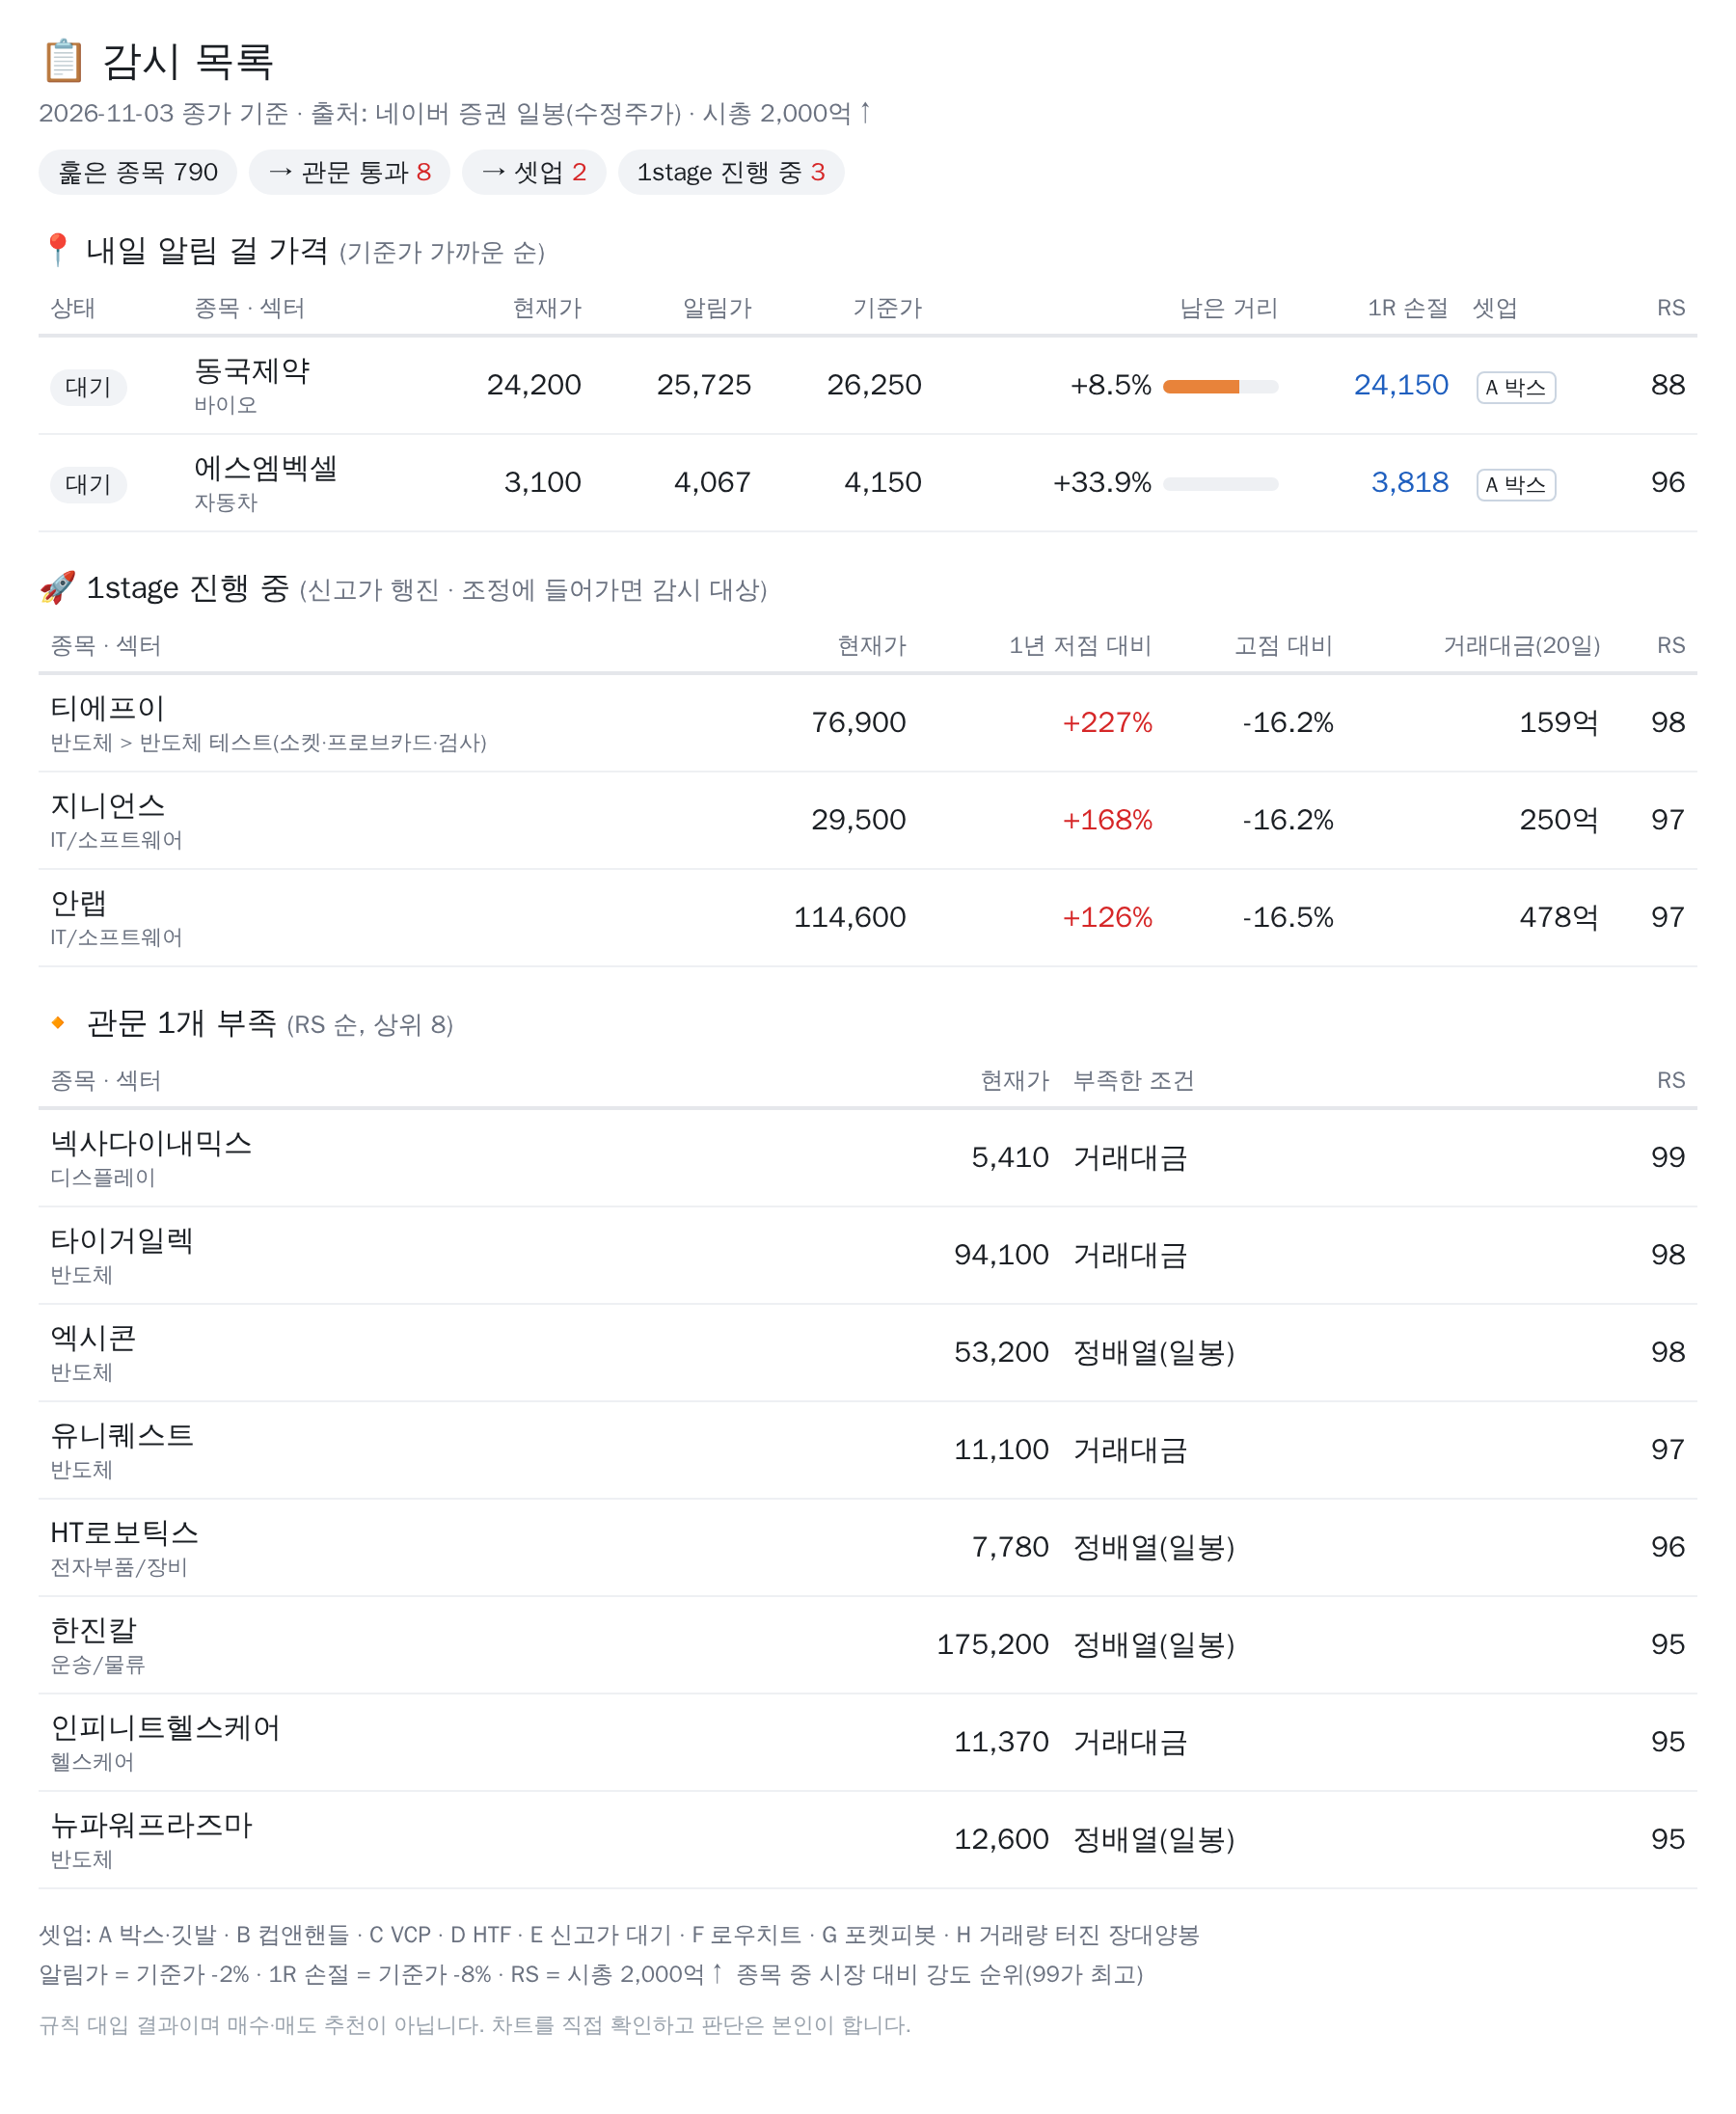 📋 감시 목록
2026-11-03 종가 기준 · 출처: 네이버 증권 일봉(수정주가) · 시총 2,000억↑
훑은 종목 790 → 관문 통과 8 → 셋업 2 1stage 진행 중 3
📍 내일 알림 걸 가격 (기준가 가까운 순)
상태 종목 · 섹터 현재가 알림가 기준가 남은 거리 1R 손절 셋업 RS
대기 동국제약 24,200 25,725 26,250 +8.5% 24,150 A 박스 88
바이오
대기 에스엠벡셀 3,100 4,067 4,150 +33.9% 3,818 A 박스 96
자동차
🚀 1stage 진행 중 (신고가 행진 · 조정에 들어가면 감시 대상)
종목 · 섹터 현재가 1년 저점 대비 고점 대비 거래대금(20일) RS
티에프이 76,900 +227% -16.2% 159억 98
반도체 > 반도체 테스트(소켓·프로브카드·검사)
지니언스 29,500 +168% -16.2% 250억 97
IT/소프트웨어
안랩 114,600 +126% -16.5% 478억 97
IT/소프트웨어
🔸 관문 1개 부족 (RS 순, 상위 8)
종목 · 섹터 현재가 부족한 조건 RS
넥사다이내믹스 5,410 거래대금 99
디스플레이
타이거일렉 94,100 거래대금 98
반도체
엑시콘 53,200 정배열(일봉) 98
반도체
유니퀘스트 11,100 거래대금 97
반도체
HT로보틱스 7,780 정배열(일봉) 96
전자부품/장비
한진칼 175,200 정배열(일봉) 95
운송/물류
인피니트헬스케어 11,370 거래대금 95
헬스케어
뉴파워프라즈마 12,600 정배열(일봉) 95
반도체
셋업: A 박스·깃발 · B 컵앤핸들 · C VCP · D HTF · E 신고가 대기 · F 로우치트 · G 포켓피봇 · H 거래량 터진 장대양봉
알림가 = 기준가 -2% · 1R 손절 = 기준가 -8% · RS = 시총 2,000억↑ 종목 중 시장 대비 강도 순위(99가 최고)
규칙 대입 결과이며 매수·매도 추천이 아닙니다. 차트를 직접 확인하고 판단은 본인이 합니다.